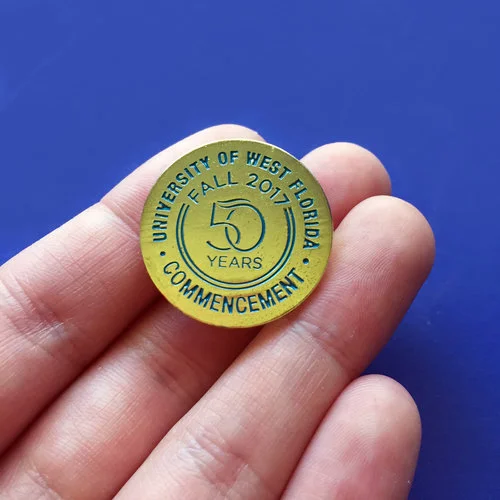 • UNIVERSITY OF WEST FLORIDA •
FALL 2017
50
YEARS
COMMENCEMENT